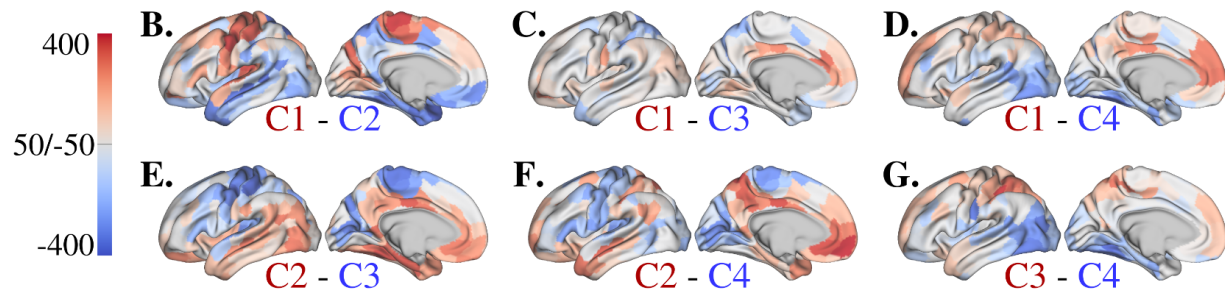 400
50/-50
-400
B.
C1 - C2
C.
C1 - C3
D.
C1 - C4
E.
C2 - C3
F.
C2 - C4
G.
C3 - C4